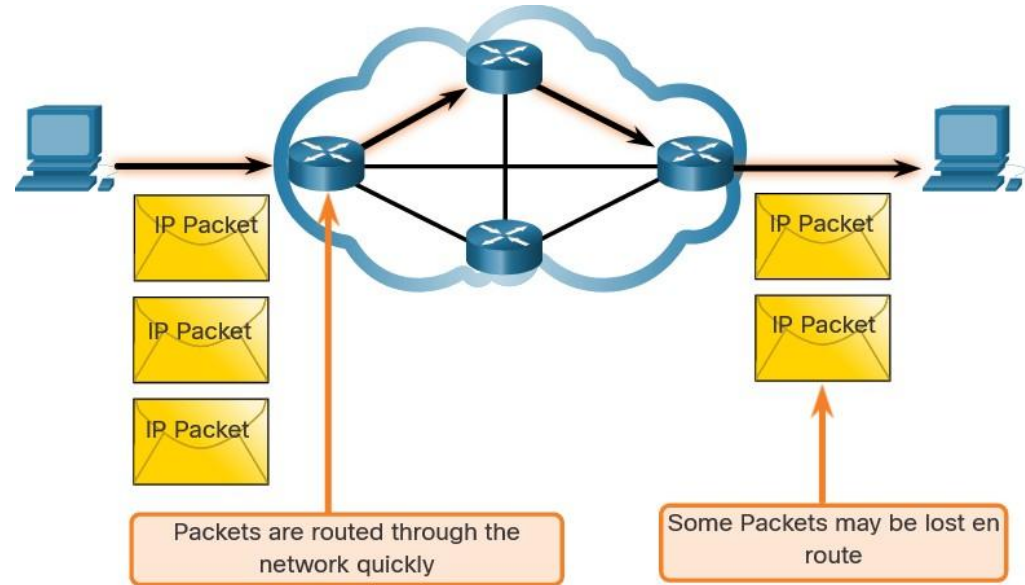 IP Packet
IP Packet
IP Packet
IP Packet
IP Packet
Packets are routed through the
network quickly
Some Packets may be lost en
route